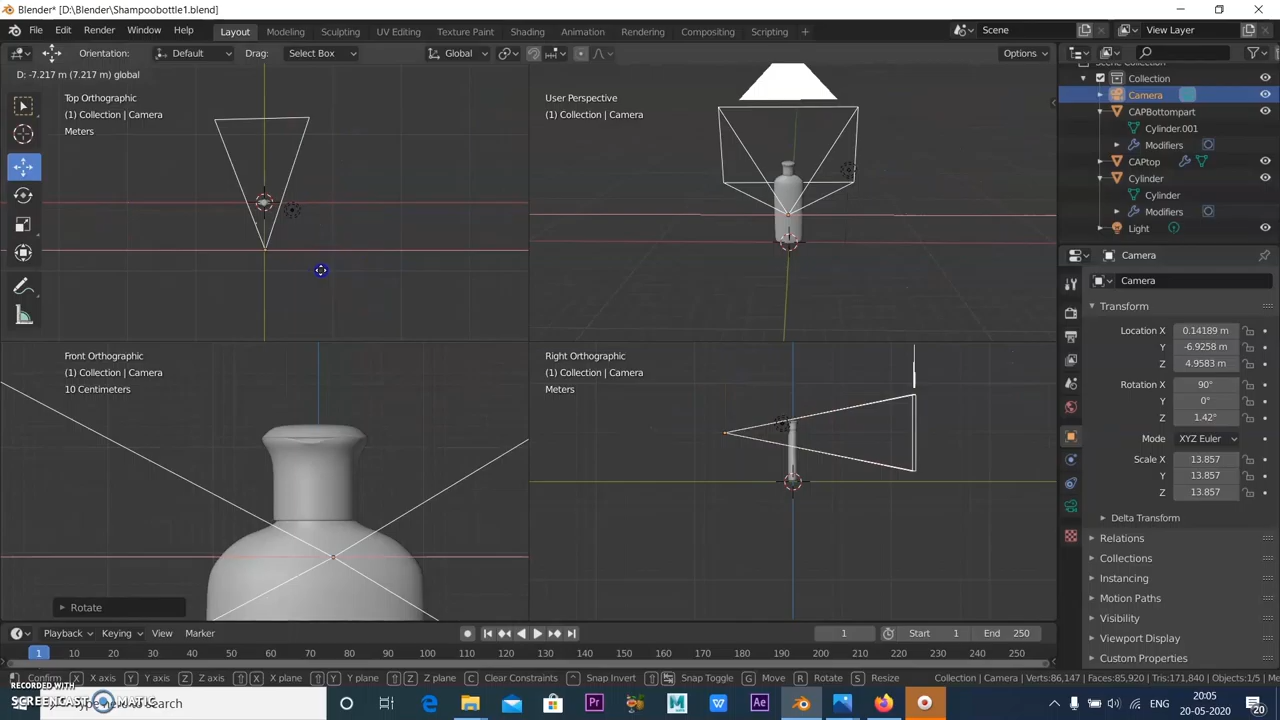 Blender* [D:\Blender\Shampoobottle1.blend]
File Edit Render Window Help Layout Modeling Sculpting UV Editing Texture Paint Shading Animation Rendering Compositing Scripting Scene View Layer
Orientation: Default Drag: Select Box Global Options
D: -7.217 m (7.217 m) global
Top Orthographic
(1) Collection | Camera
Meters
User Perspective
(1) Collection | Camera
Front Orthographic
(1) Collection | Camera
10 Centimeters
Right Orthographic
(1) Collection | Camera
Meters
Rotate
Scene Collection
Collection
Camera
CAPBottompart
Cylinder.001
Modifiers
CAPtop
Cylinder
Cylinder
Modifiers
Light
Camera
Camera
Transform
Location X 0.14189 m
Y -6.9258 m
Z 4.9583 m
Rotation X 90°
Y 0°
Z 1.42°
Mode XYZ Euler
Scale X 13.857
Y 13.857
Z 13.857
Delta Transform
Relations
Collections
Instancing
Motion Paths
Visibility
Viewport Display
Custom Properties
Playback Keying View Marker 1 Start 1 End 250
1 10 20 30 40 50 60 70 80 90 100 110 120 130 140 150 160 170 180 190 200 210 220 230 240 250
Confirm X X axis Y Y axis Z Z axis X X plane Y Y plane Z Z plane C Clear Constraints Snap Invert Snap Toggle G Move R Rotate S Resize Collection | Camera | Verts:86,147 | Faces:85,920 | Tris:171,840 | Objects:1/5 | Mem
RECORDED WITH
SCREENCAST MATIC
here to search
20:05
20-05-2020
20